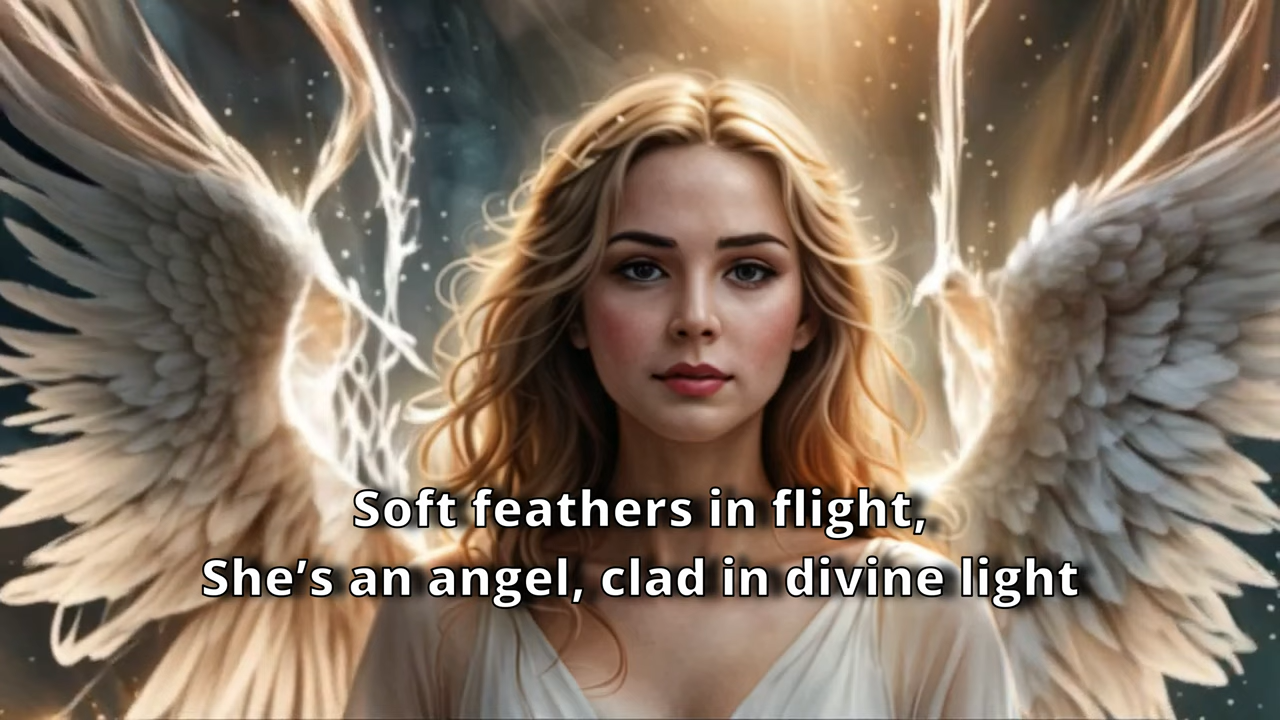 Soft feathers in flight,
She’s an angel, clad in divine light